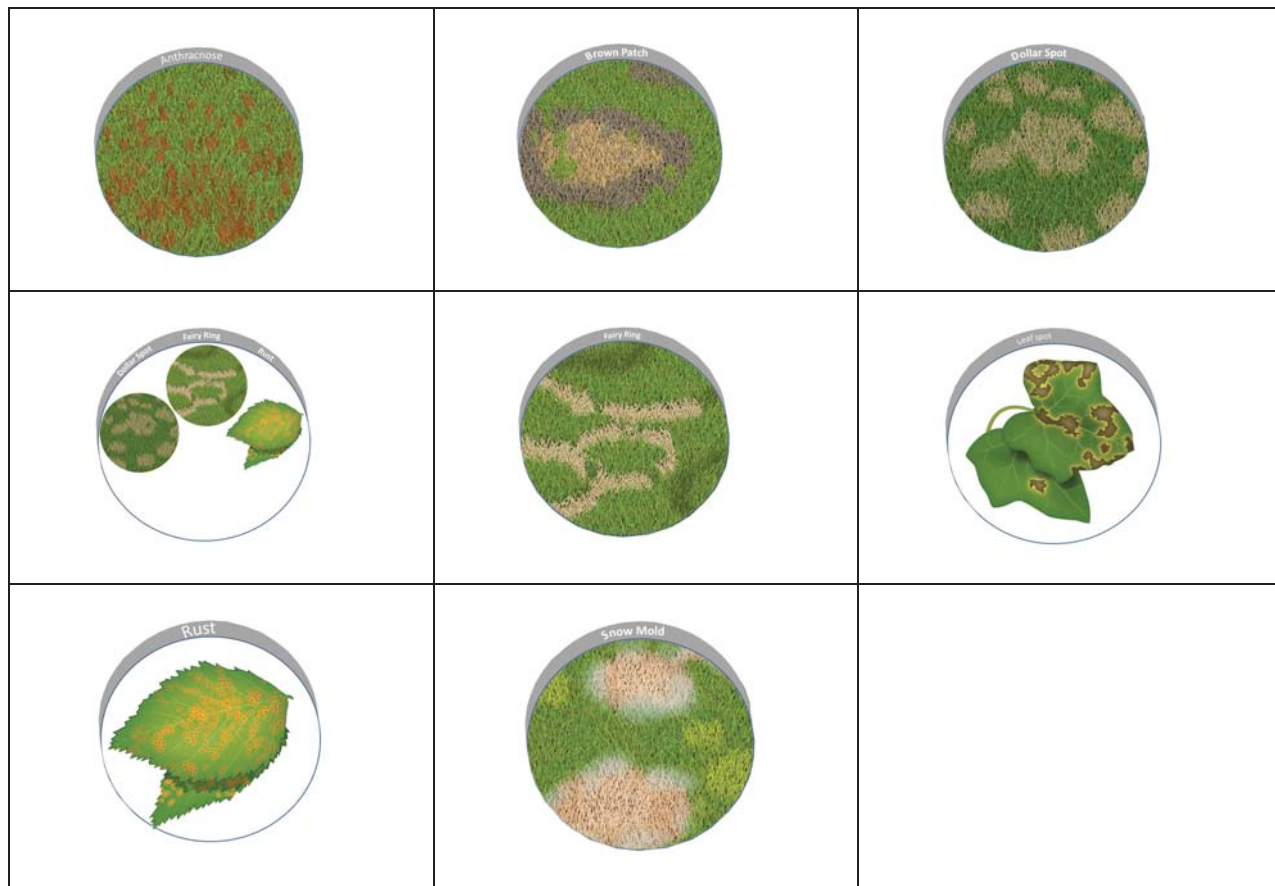 Anthracnose
Brown Patch
Dollar Spot
Dollar Spot
Fairy Ring
Rust
Fairy Ring
Leaf spot
Rust
Snow Mold